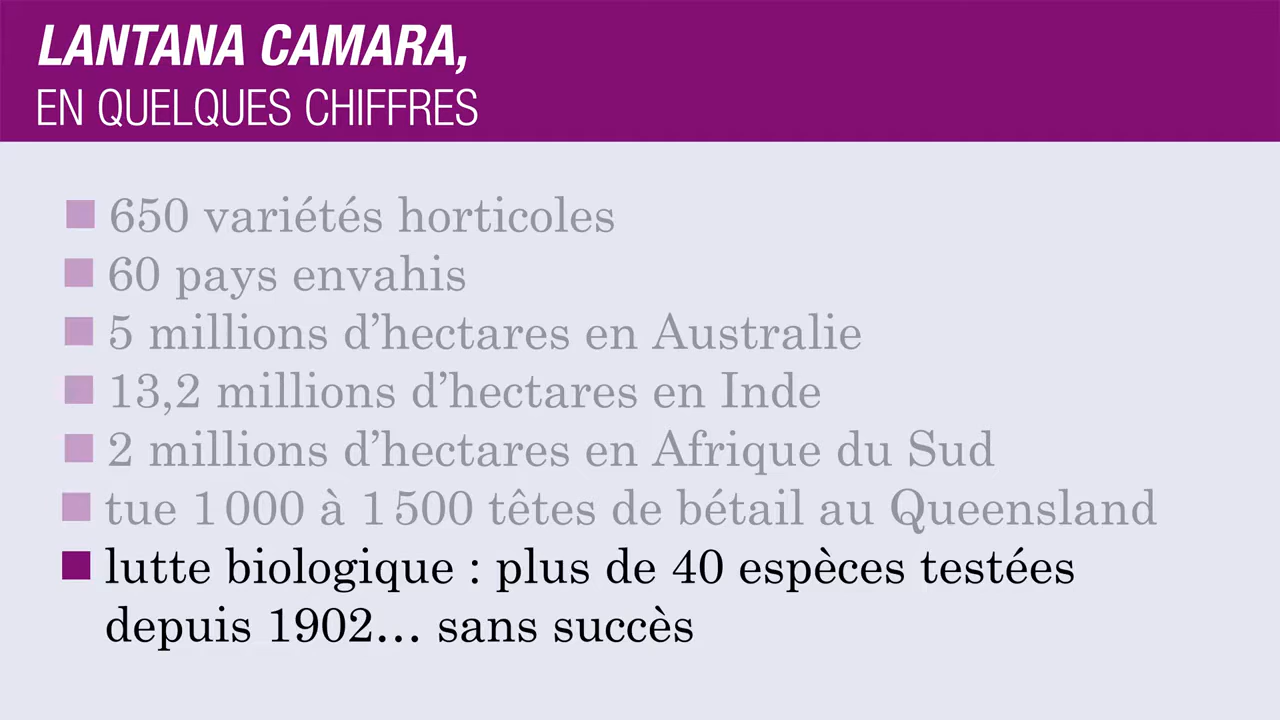 LANTANA CAMARA,
EN QUELQUES CHIFFRES
■ 650 variétés horticoles
■ 60 pays envahis
■ 5 millions d’hectares en Australie
■ 13,2 millions d’hectares en Inde
■ 2 millions d’hectares en Afrique du Sud
■ tue 1 000 à 1 500 têtes de bétail au Queensland
■ lutte biologique : plus de 40 espèces testées
depuis 1902… sans succès